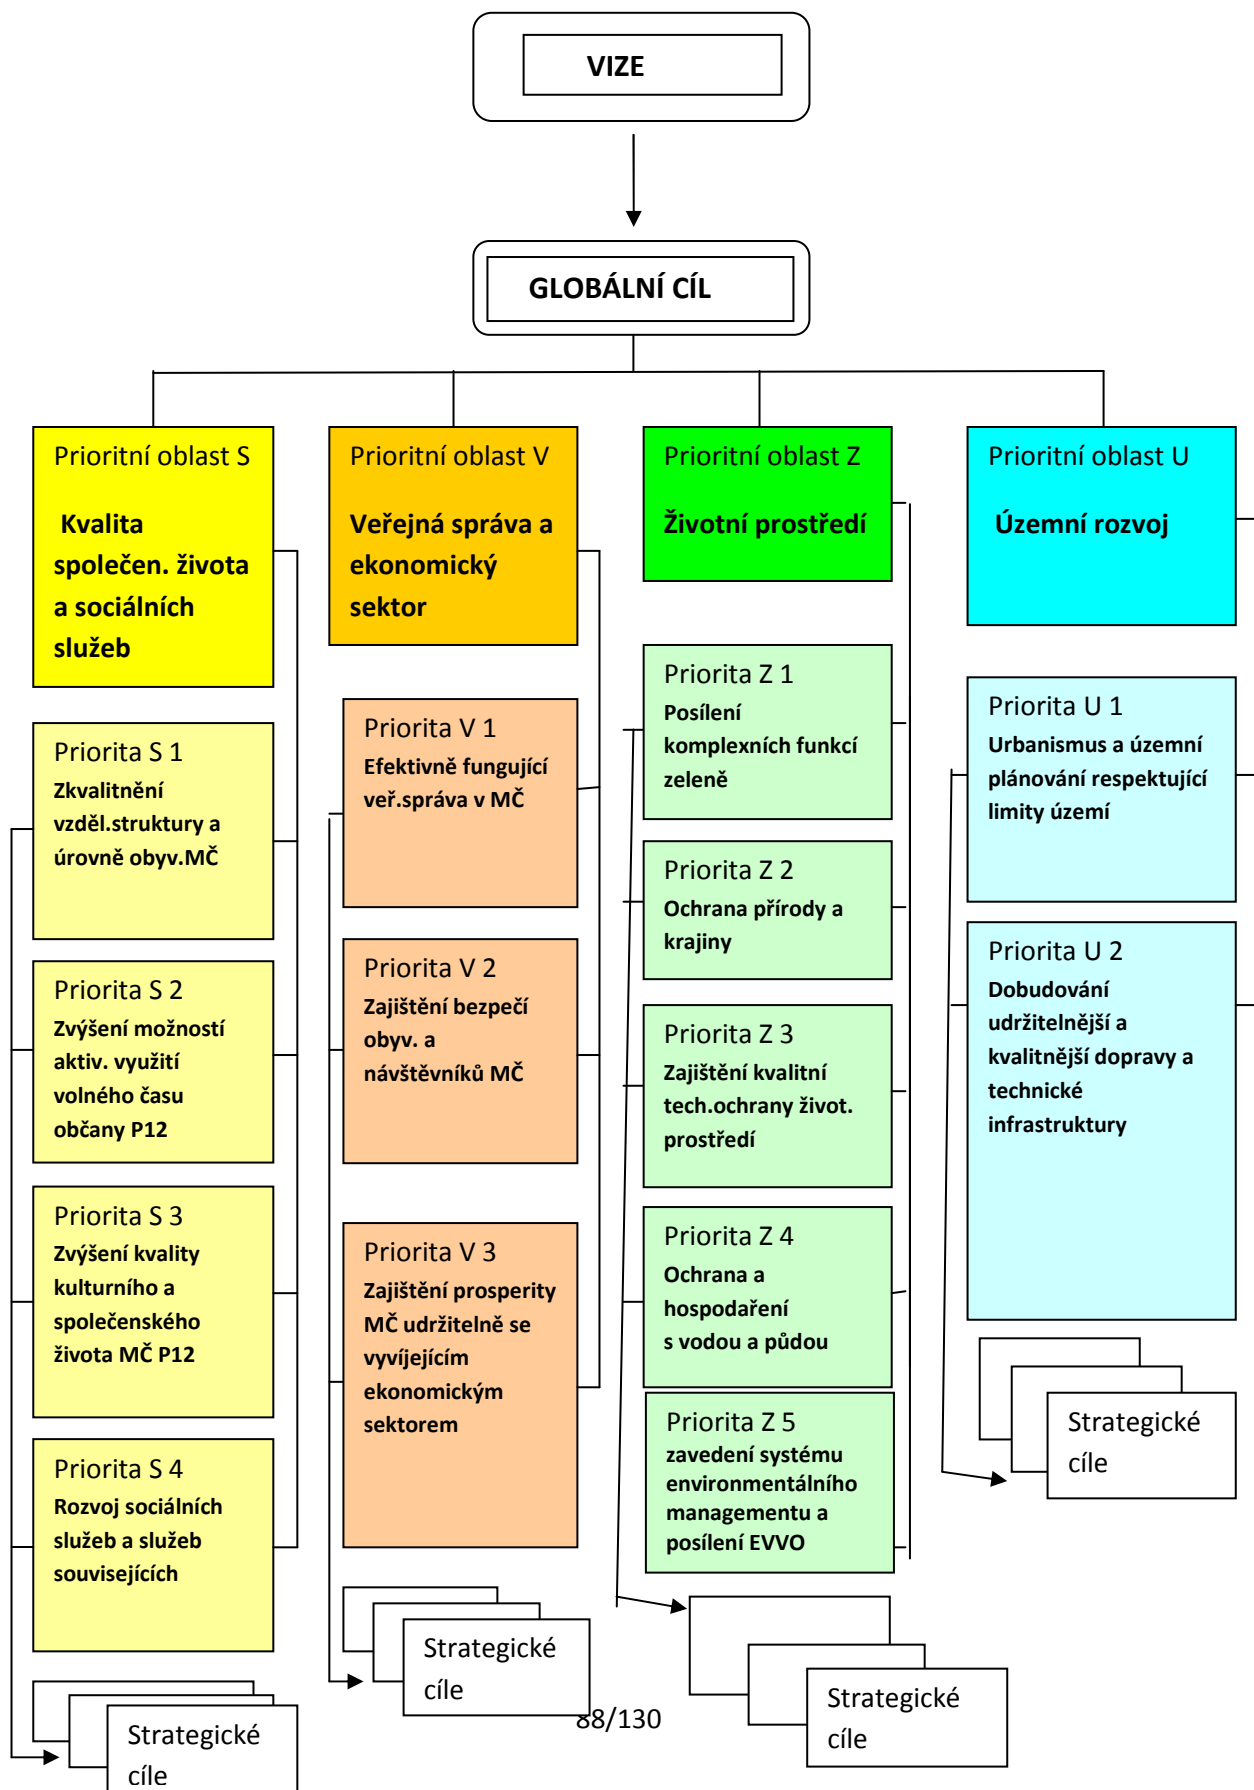 VIZE
GLOBÁLNÍ CÍL
Prioritní oblast S
Kvalita
společen. života
a sociálních
služeb
Priorita S 1
Zkvalitnění
vzděl.struktury a
úrovně obyv.MČ
Priorita S 2
Zvýšení možností
aktiv. využití
volného času
občany P12
Priorita S 3
Zvýšení kvality
kulturního a
společenského
života MČ P12
Priorita S 4
Rozvoj sociálních
služeb a služeb
souvisejících
Strategické
cíle
Prioritní oblast V
Veřejná správa a
ekonomický
sektor
Priorita V 1
Efektivně fungující
veř.správa v MČ
Priorita V 2
Zajištění bezpečí
obyv. a
návštěvníků MČ
Priorita V 3
Zajištění prosperity
MČ udržitelně se
vyvíjejícím
ekonomickým
sektorem
Strategické
cíle
Prioritní oblast Z
Životní prostředí
Priorita Z 1
Posílení
komplexních funkcí
zeleně
Priorita Z 2
Ochrana přírody a
krajiny
Priorita Z 3
Zajištění kvalitní
tech.ochrany život.
prostředí
Priorita Z 4
Ochrana a
hospodaření
s vodou a půdou
Priorita Z 5
zavedení systému
environmentálního
managementu a
posílení EVVO
Strategické
cíle
Prioritní oblast U
Územní rozvoj
Priorita U 1
Urbanismus a územní
plánování respektující
limity území
Priorita U 2
Dobudování
udržitelnější a
kvalitnější dopravy a
technické
infrastruktury
Strategické
cíle
88/130